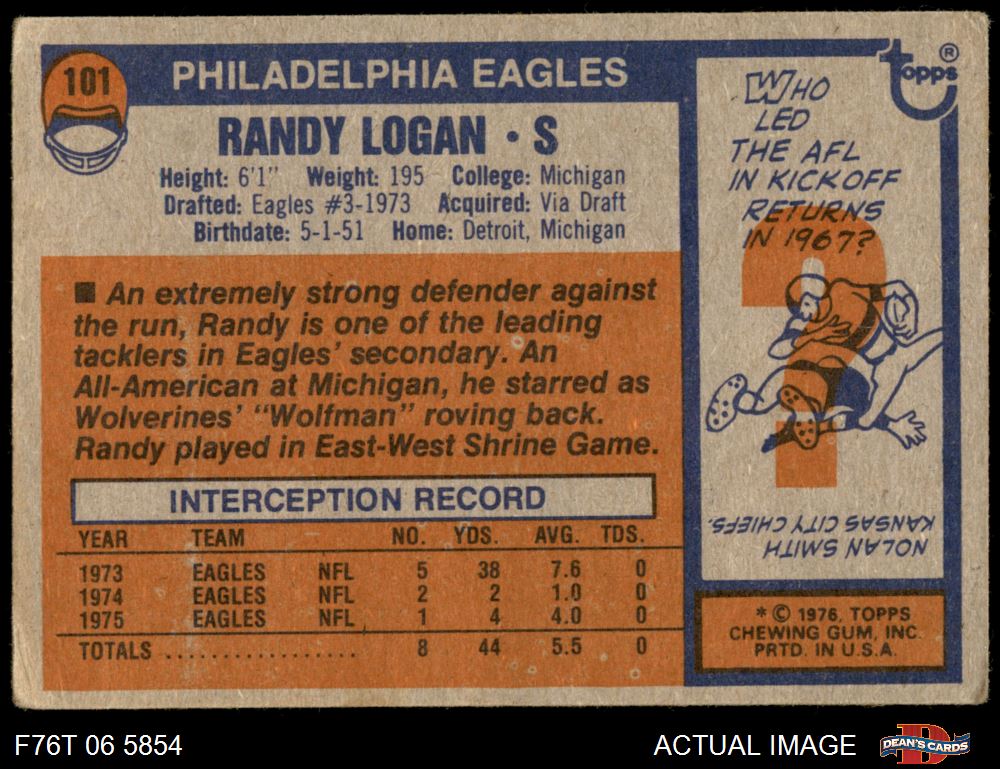 101
PHILADELPHIA EAGLES
RANDY LOGAN • S
Height: 6'1" Weight: 195 College: Michigan
Drafted: Eagles #3-1973 Acquired: Via Draft
Birthdate: 5-1-51 Home: Detroit, Michigan
■ An extremely strong defender against
the run, Randy is one of the leading
tacklers in Eagles' secondary. An
All-American at Michigan, he starred as
Wolverines' "Wolfman" roving back.
Randy played in East-West Shrine Game.
INTERCEPTION RECORD
YEAR TEAM NO. YDS. AVG. TDS.
1973 EAGLES NFL 5 38 7.6 0
1974 EAGLES NFL 2 2 1.0 0
1975 EAGLES NFL 1 4 4.0 0
TOTALS .................. 8 44 5.5 0
topps®
WHO
LED
THE AFL
IN KICKOFF
RETURNS
IN 1967?
?
NOLAN SMITH
KANSAS CITY CHIEFS.
* © 1976, TOPPS
CHEWING GUM, INC.
PRTD. IN U.S.A.
F76T 06 5854
ACTUAL IMAGE
D
DEAN'S CARDS